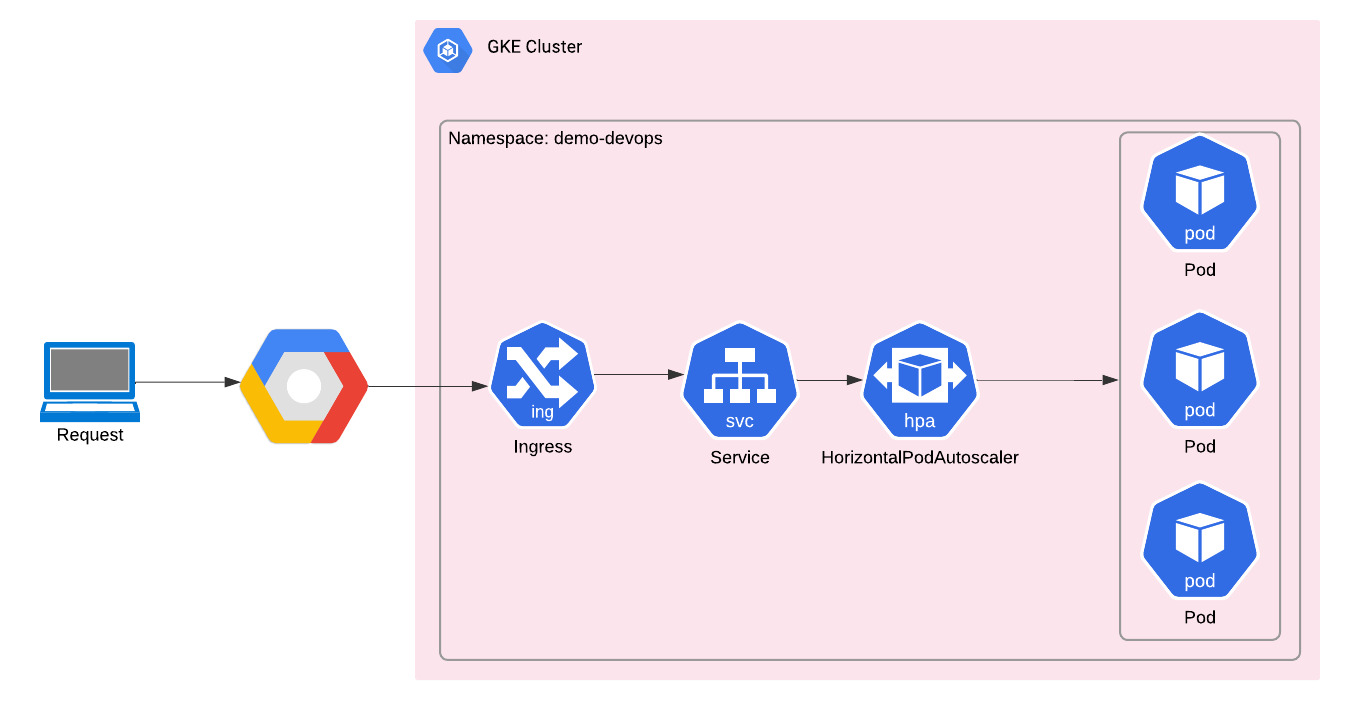 GKE Cluster
Namespace: demo-devops
pod
Pod
Request
ing
Ingress
svc
Service
hpa
HorizontalPodAutoscaler
pod
Pod
pod
Pod